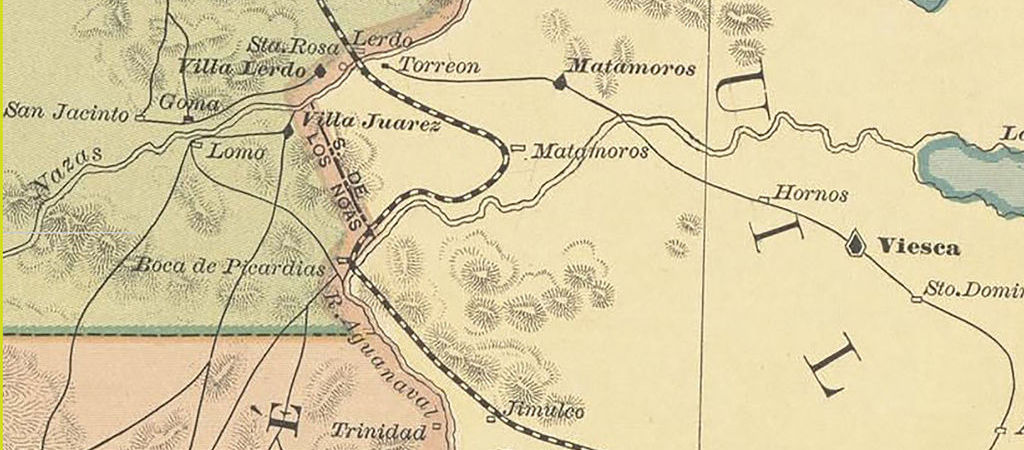 Sta. Rosa
Lerdo
Villa Lerdo
Torreon
Matamoros
San Jacinto
Goma
Villa Juarez
Lomo
Matamoros
Nazas
S. DE
LOS NOAS
Hornos
Viesca
Boca de Picardias
Sto. Domin
R. Aguanaval
Jimulco
Trinidad
U
I
L
É